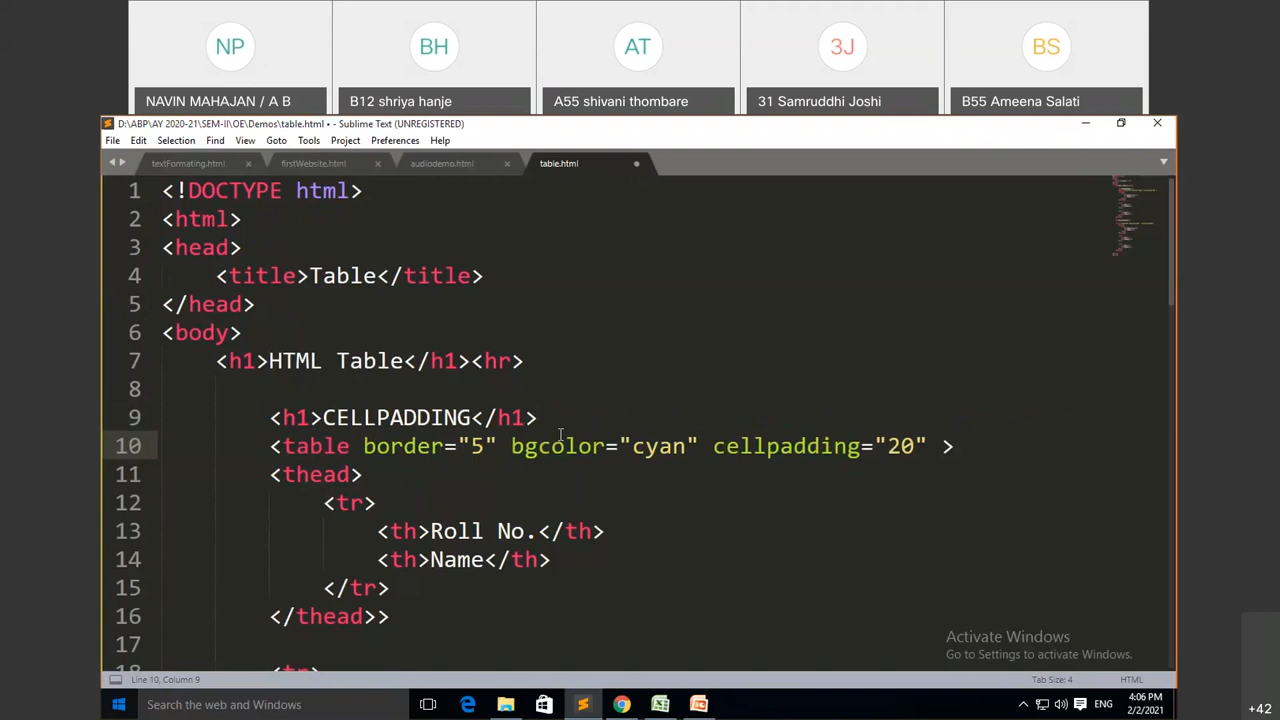 NP
BH
AT
3J
BS
NAVIN MAHAJAN / A B
B12 shriya hanje
A55 shivani thombare
31 Samruddhi Joshi
B55 Ameena Salati
D:\ABP\AY 2020-21\SEM-II\OE\Demos\table.html • - Sublime Text (UNREGISTERED)
File Edit Selection Find View Goto Tools Project Preferences Help
textFormating.html
firstWebsite.html
audiodemo.html
table.html
1 <!DOCTYPE html>
2 <html>
3 <head>
4 <title>Table</title>
5 </head>
6 <body>
7 <h1>HTML Table</h1><hr>
8
9 <h1>CELLPADDING</h1>
10 <table border="5" bgcolor="cyan" cellpadding="20" >
11 <thead>
12 <tr>
13 <th>Roll No.</th>
14 <th>Name</th>
15 </tr>
16 </thead>>
17
18 <tr>
Activate Windows
Go to Settings to activate Windows.
Line 10, Column 9
Tab Size: 4
HTML
Search the web and Windows
ENG
4:06 PM
2/2/2021
+42